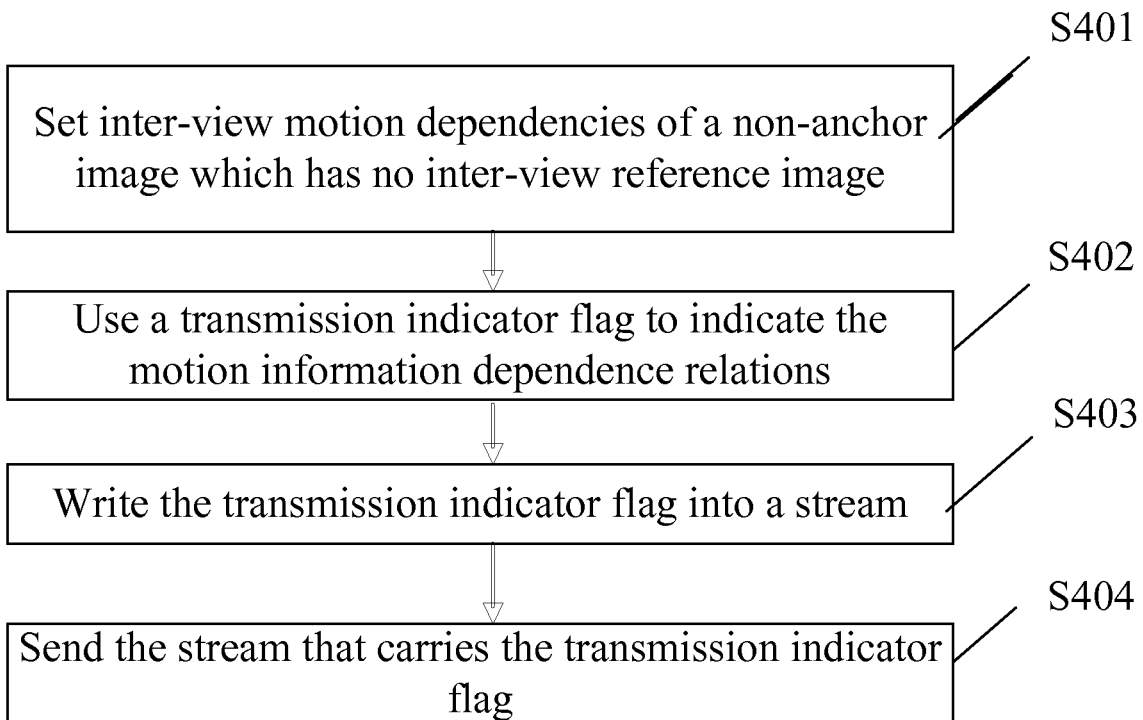 S401
Set inter-view motion dependencies of a non-anchor
image which has no inter-view reference image
S402
Use a transmission indicator flag to indicate the
motion information dependence relations
S403
Write the transmission indicator flag into a stream
S404
Send the stream that carries the transmission indicator
flag